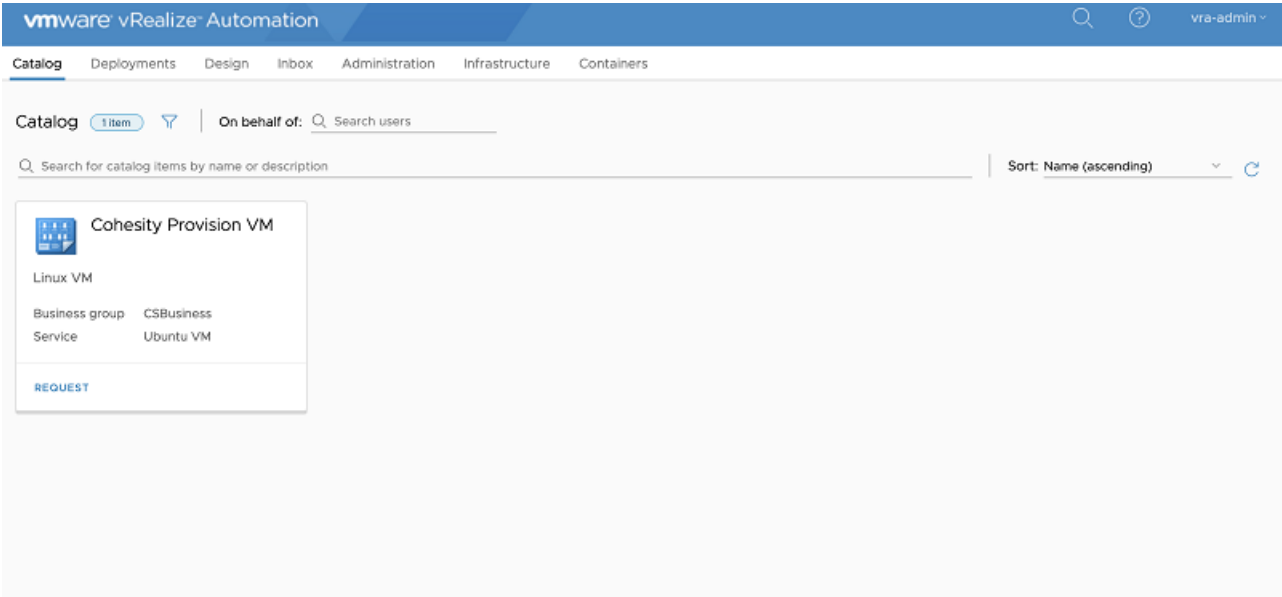 vmware vRealize Automation vra-admin
Catalog Deployments Design Inbox Administration Infrastructure Containers
Catalog 1 item On behalf of: Search users
Search for catalog items by name or description Sort: Name (ascending)
Cohesity Provision VM
Linux VM
Business group CSBusiness
Service Ubuntu VM
REQUEST